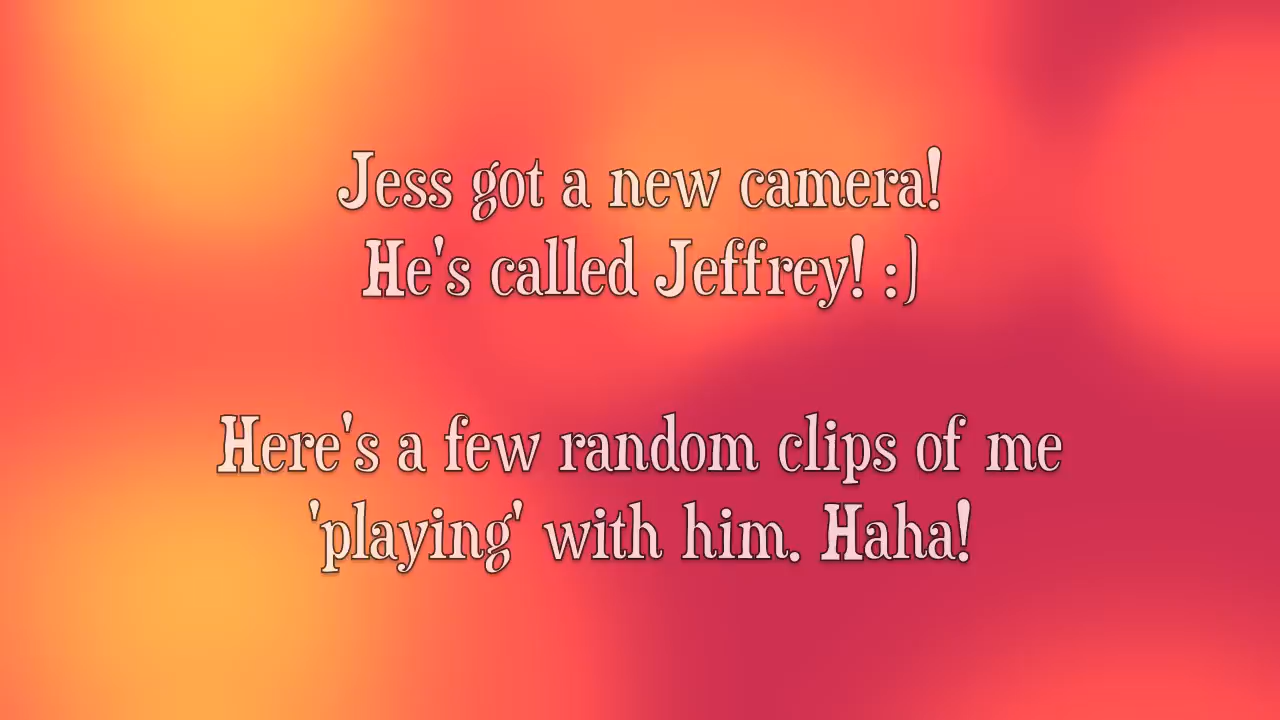 Jess got a new camera!
He's called Jeffrey! :)
Here's a few random clips of me
'playing' with him. Haha!